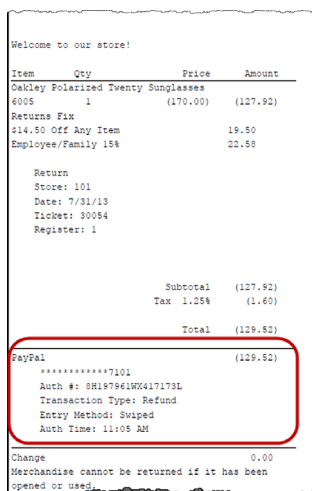 Welcome to our store!
Item Qty Price Amount
Oakley Polarized Twenty Sunglasses
6005 1 (170.00) (127.92)
Returns Fix
$14.50 Off Any Item 19.50
Employee/Family 15% 22.58
Return
Store: 101
Date: 7/31/13
Ticket: 30054
Register: 1
Subtotal (127.92)
Tax 1.25% (1.60)
Total (129.52)
PayPal (129.52)
************7101
Auth #: 8H197961WX417173L
Transaction Type: Refund
Entry Method: Swiped
Auth Time: 11:05 AM
Change 0.00
Merchandise cannot be returned if it has been
opened or used.